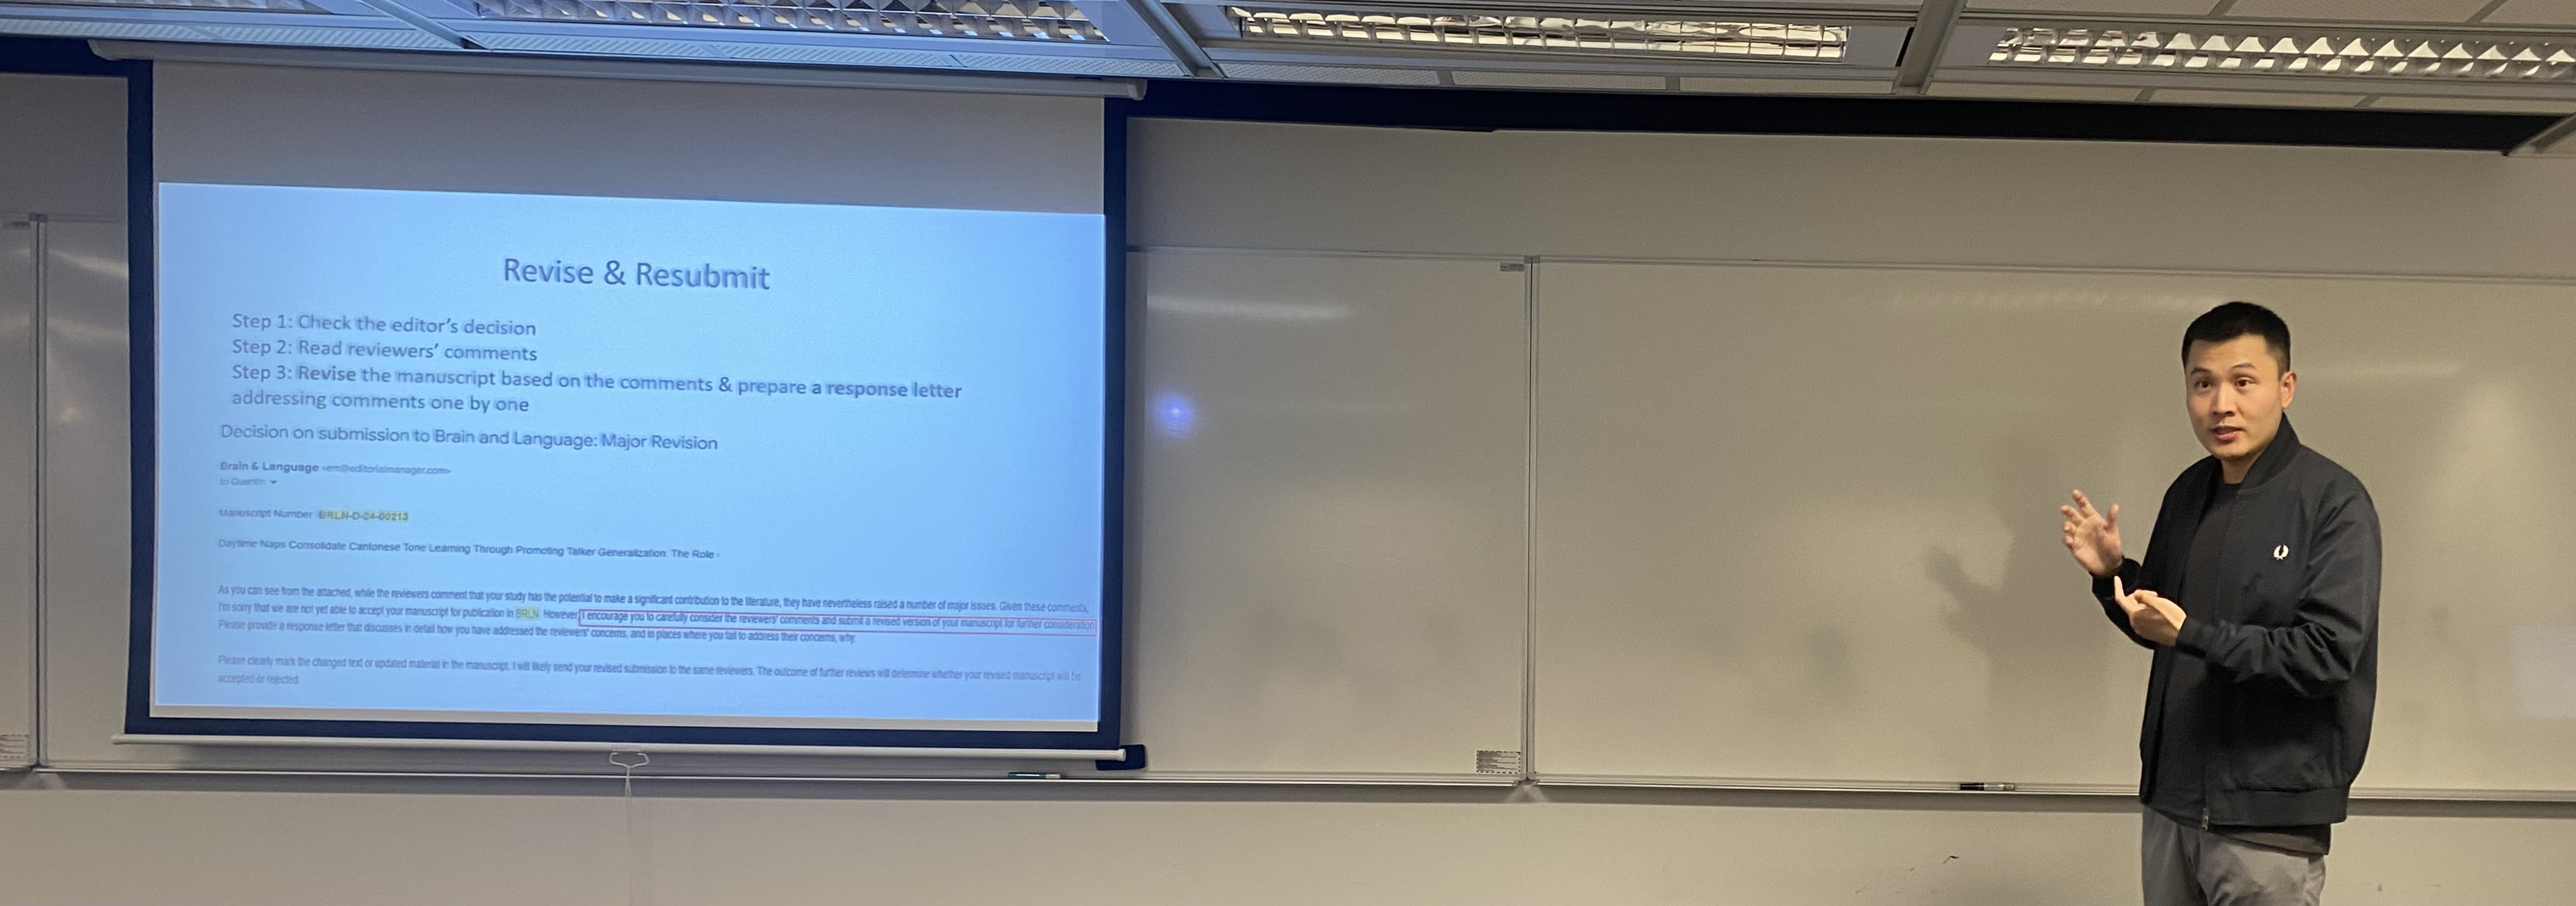 Revise & Resubmit
Step 1: Check the editor's decision
Step 2: Read reviewers' comments
Step 3: Revise the manuscript based on the comments & prepare a response letter
addressing comments one by one
Decision on submission to Brain and Language: Major Revision
Brain & Language <em@editorialmanager.com>
to Quentin
Manuscript Number: BRLN-D-24-00213
Daytime Naps Consolidate Cantonese Tone Learning Through Promoting Talker Generalization: The Role
As you can see from the attached, while the reviewers comment that your study has the potential to make a significant contribution to the literature, they have nevertheless raised a number of major issues. Given these comments,
I'm sorry that we are not yet able to accept your manuscript for publication in BRLN. However, I encourage you to carefully consider the reviewers' comments and submit a revised version of your manuscript for further consideration.
Please provide a response letter that discusses in detail how you have addressed the reviewers' concerns, and in places where you fail to address their concerns, why.
Please clearly mark the changed text or updated material in the manuscript. I will likely send your revised submission to the same reviewers. The outcome of further reviews will determine whether your revised manuscript will be
accepted or rejected.